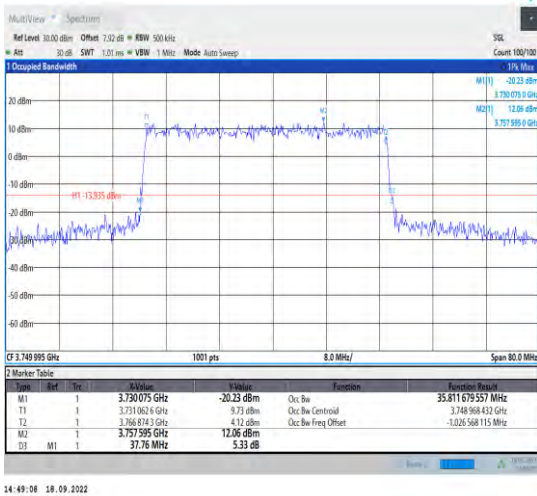 MultiView Spectrum
Ref Level 30.00 dBm Offset 7.92 dB RBW 500 kHz SGL
Att 30 dB SWT 1.01 ms VBW 1 MHz Mode Auto Sweep Count 100/100
1 Occupied Bandwidth 1Pk Max
M1[1] -20.23 dBm
3.730 075 0 GHz
M2[1] 12.06 dBm
3.757 595 0 GHz
20 dBm
T1
M2
10 dBm
0 dBm
-10 dBm
H1 -13.935 dBm
M1
-20 dBm
-30 dBm
-40 dBm
-50 dBm
-60 dBm
CF 3.749 995 GHz 1001 pts 8.0 MHz/ Span 80.0 MHz
2 Marker Table
Type Ref Trc X-Value Y-Value Function Function Result
M1 1 3.730 075 GHz -20.23 dBm Occ Bw 35.811 679 557 MHz
T1 1 3.731 062 6 GHz 9.73 dBm Occ Bw Centroid 3.748 968 432 GHz
T2 1 3.766 874 3 GHz 4.12 dBm Occ Bw Freq Offset -1.026 568 115 MHz
M2 1 3.757 595 GHz 12.06 dBm
D3 M1 1 37.76 MHz 5.33 dB
14:49:06 18.09.2022